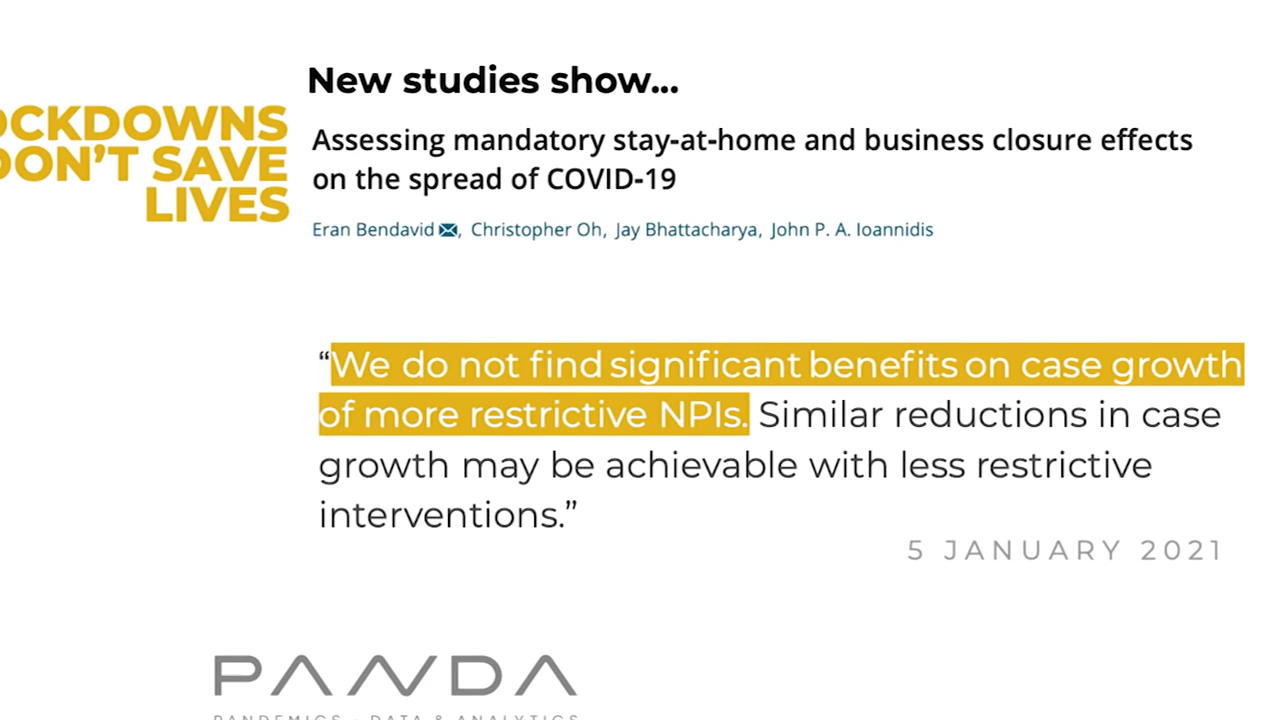 New studies show...
OCKDOWNS
DON'T SAVE
LIVES
Assessing mandatory stay-at-home and business closure effects
on the spread of COVID-19
Eran Bendavid, Christopher Oh, Jay Bhattacharya, John P. A. Ioannidis
“We do not find significant benefits on case growth
of more restrictive NPIs. Similar reductions in case
growth may be achievable with less restrictive
interventions.”
5 JANUARY 2021
PANDA
PANDEMICS - DATA & ANALYTICS